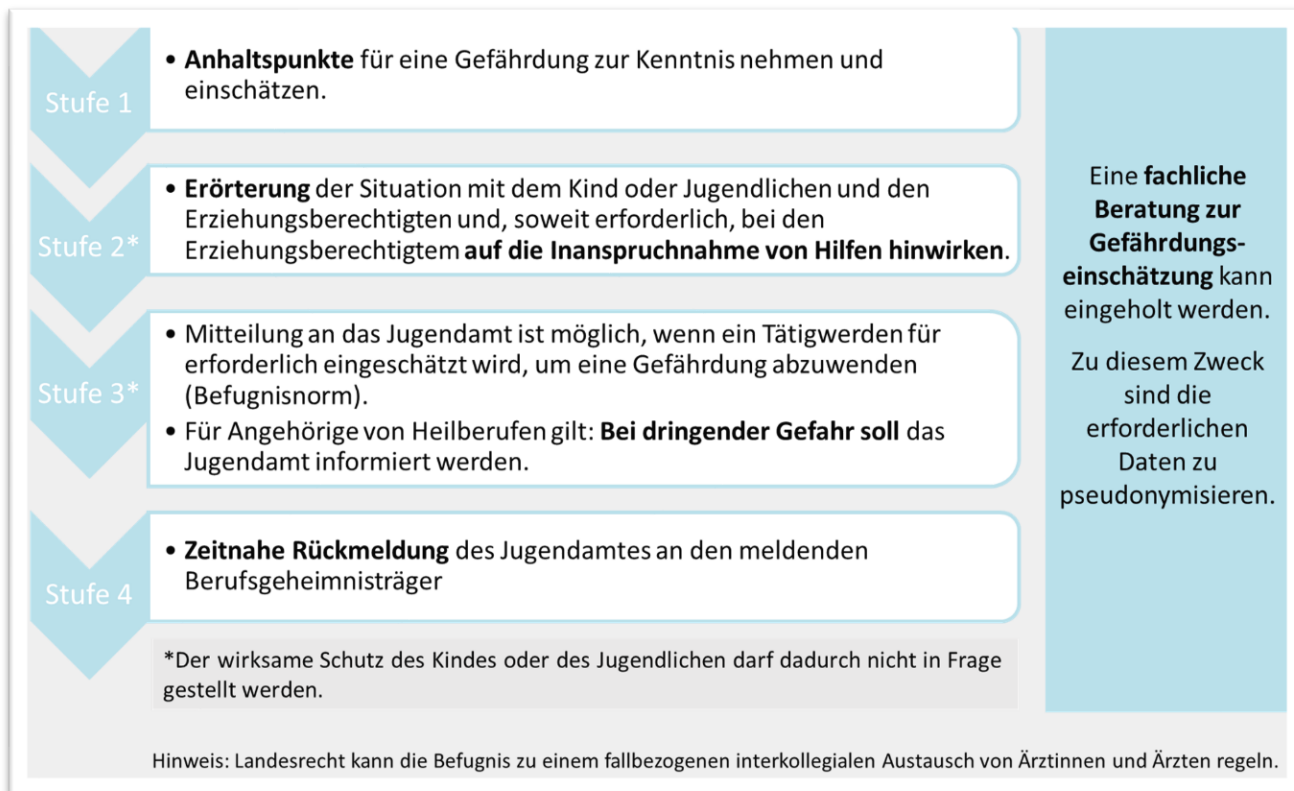 Stufe 1
• Anhaltspunkte für eine Gefährdung zur Kenntnis nehmen und
einschätzen.
Stufe 2*
• Erörterung der Situation mit dem Kind oder Jugendlichen und den
Erziehungsberechtigten und, soweit erforderlich, bei den
Erziehungsberechtigtem auf die Inanspruchnahme von Hilfen hinwirken.
Stufe 3*
• Mitteilung an das Jugendamt ist möglich, wenn ein Tätigwerden für
erforderlich eingeschätzt wird, um eine Gefährdung abzuwenden
(Befugnisnorm).
• Für Angehörige von Heilberufen gilt: Bei dringender Gefahr soll das
Jugendamt informiert werden.
Stufe 4
• Zeitnahe Rückmeldung des Jugendamtes an den meldenden
Berufsgeheimnisträger
*Der wirksame Schutz des Kindes oder des Jugendlichen darf dadurch nicht in Frage
gestellt werden.
Eine fachliche
Beratung zur
Gefährdungs-
einschätzung kann
eingeholt werden.
Zu diesem Zweck
sind die
erforderlichen
Daten zu
pseudonymisieren.
Hinweis: Landesrecht kann die Befugnis zu einem fallbezogenen interkollegialen Austausch von Ärztinnen und Ärzten regeln.